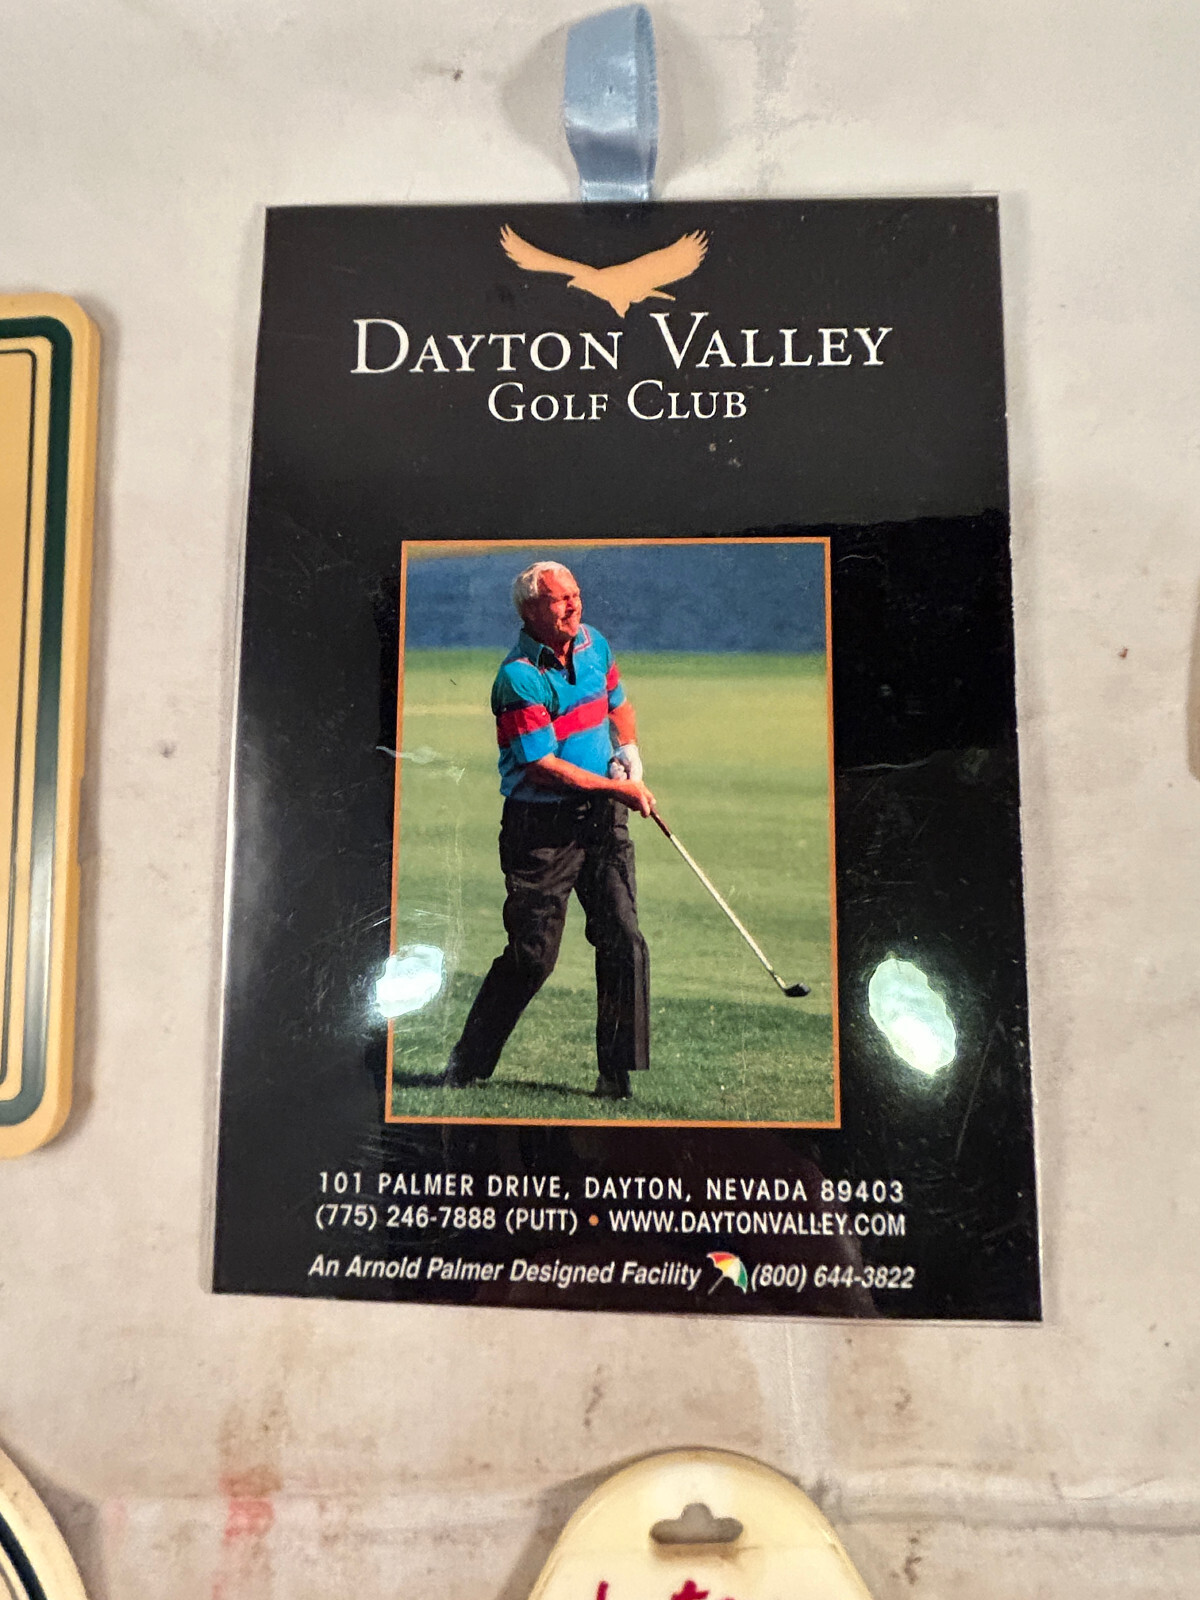 DAYTON VALLEY
GOLF CLUB
101 PALMER DRIVE, DAYTON, NEVADA 89403
(775) 246-7888 (PUTT) • WWW.DAYTONVALLEY.COM
An Arnold Palmer Designed Facility (800) 644-3822